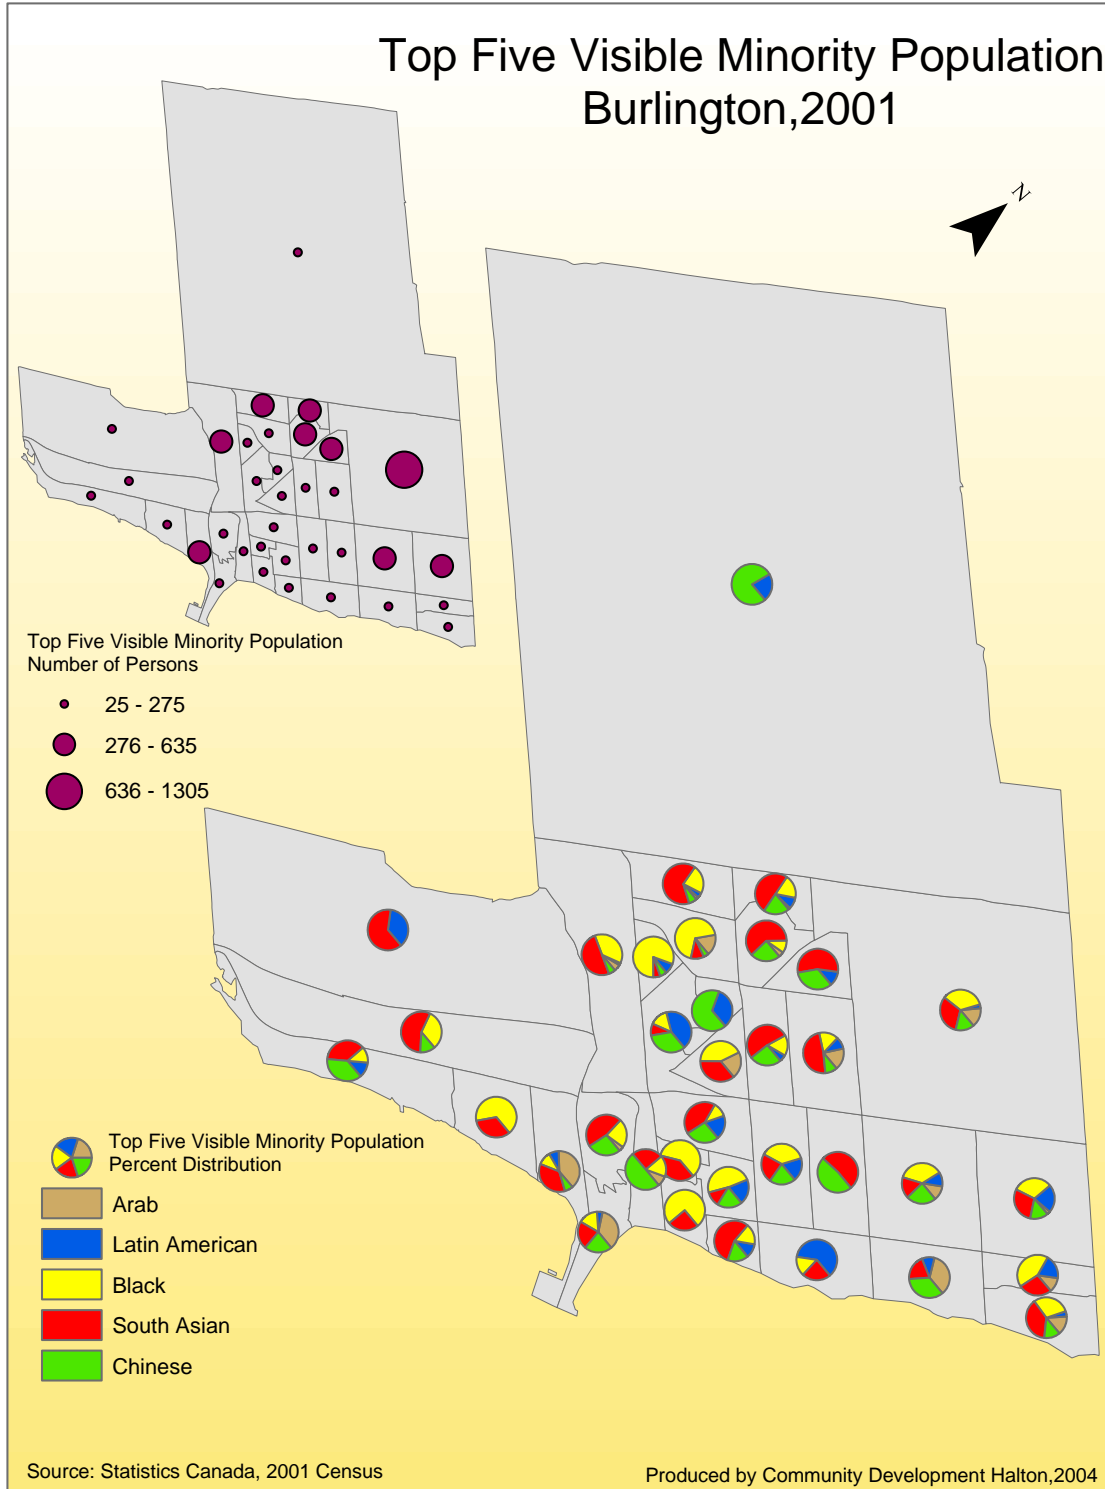 Top Five Visible Minority Population
Burlington,2001
N
Top Five Visible Minority Population
Number of Persons
25 - 275
276 - 635
636 - 1305
Top Five Visible Minority Population
Percent Distribution
Arab
Latin American
Black
South Asian
Chinese
Source: Statistics Canada, 2001 Census
Produced by Community Development Halton,2004